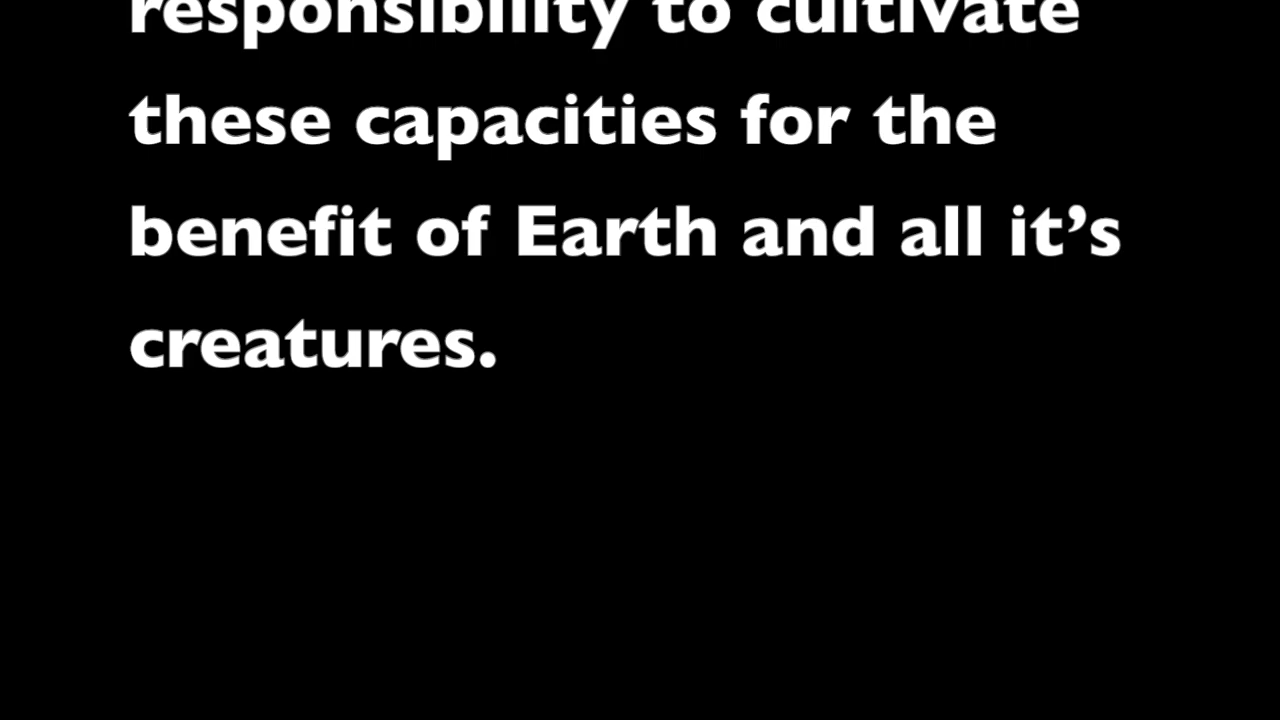 responsibility to cultivate
these capacities for the
benefit of Earth and all it’s
creatures.